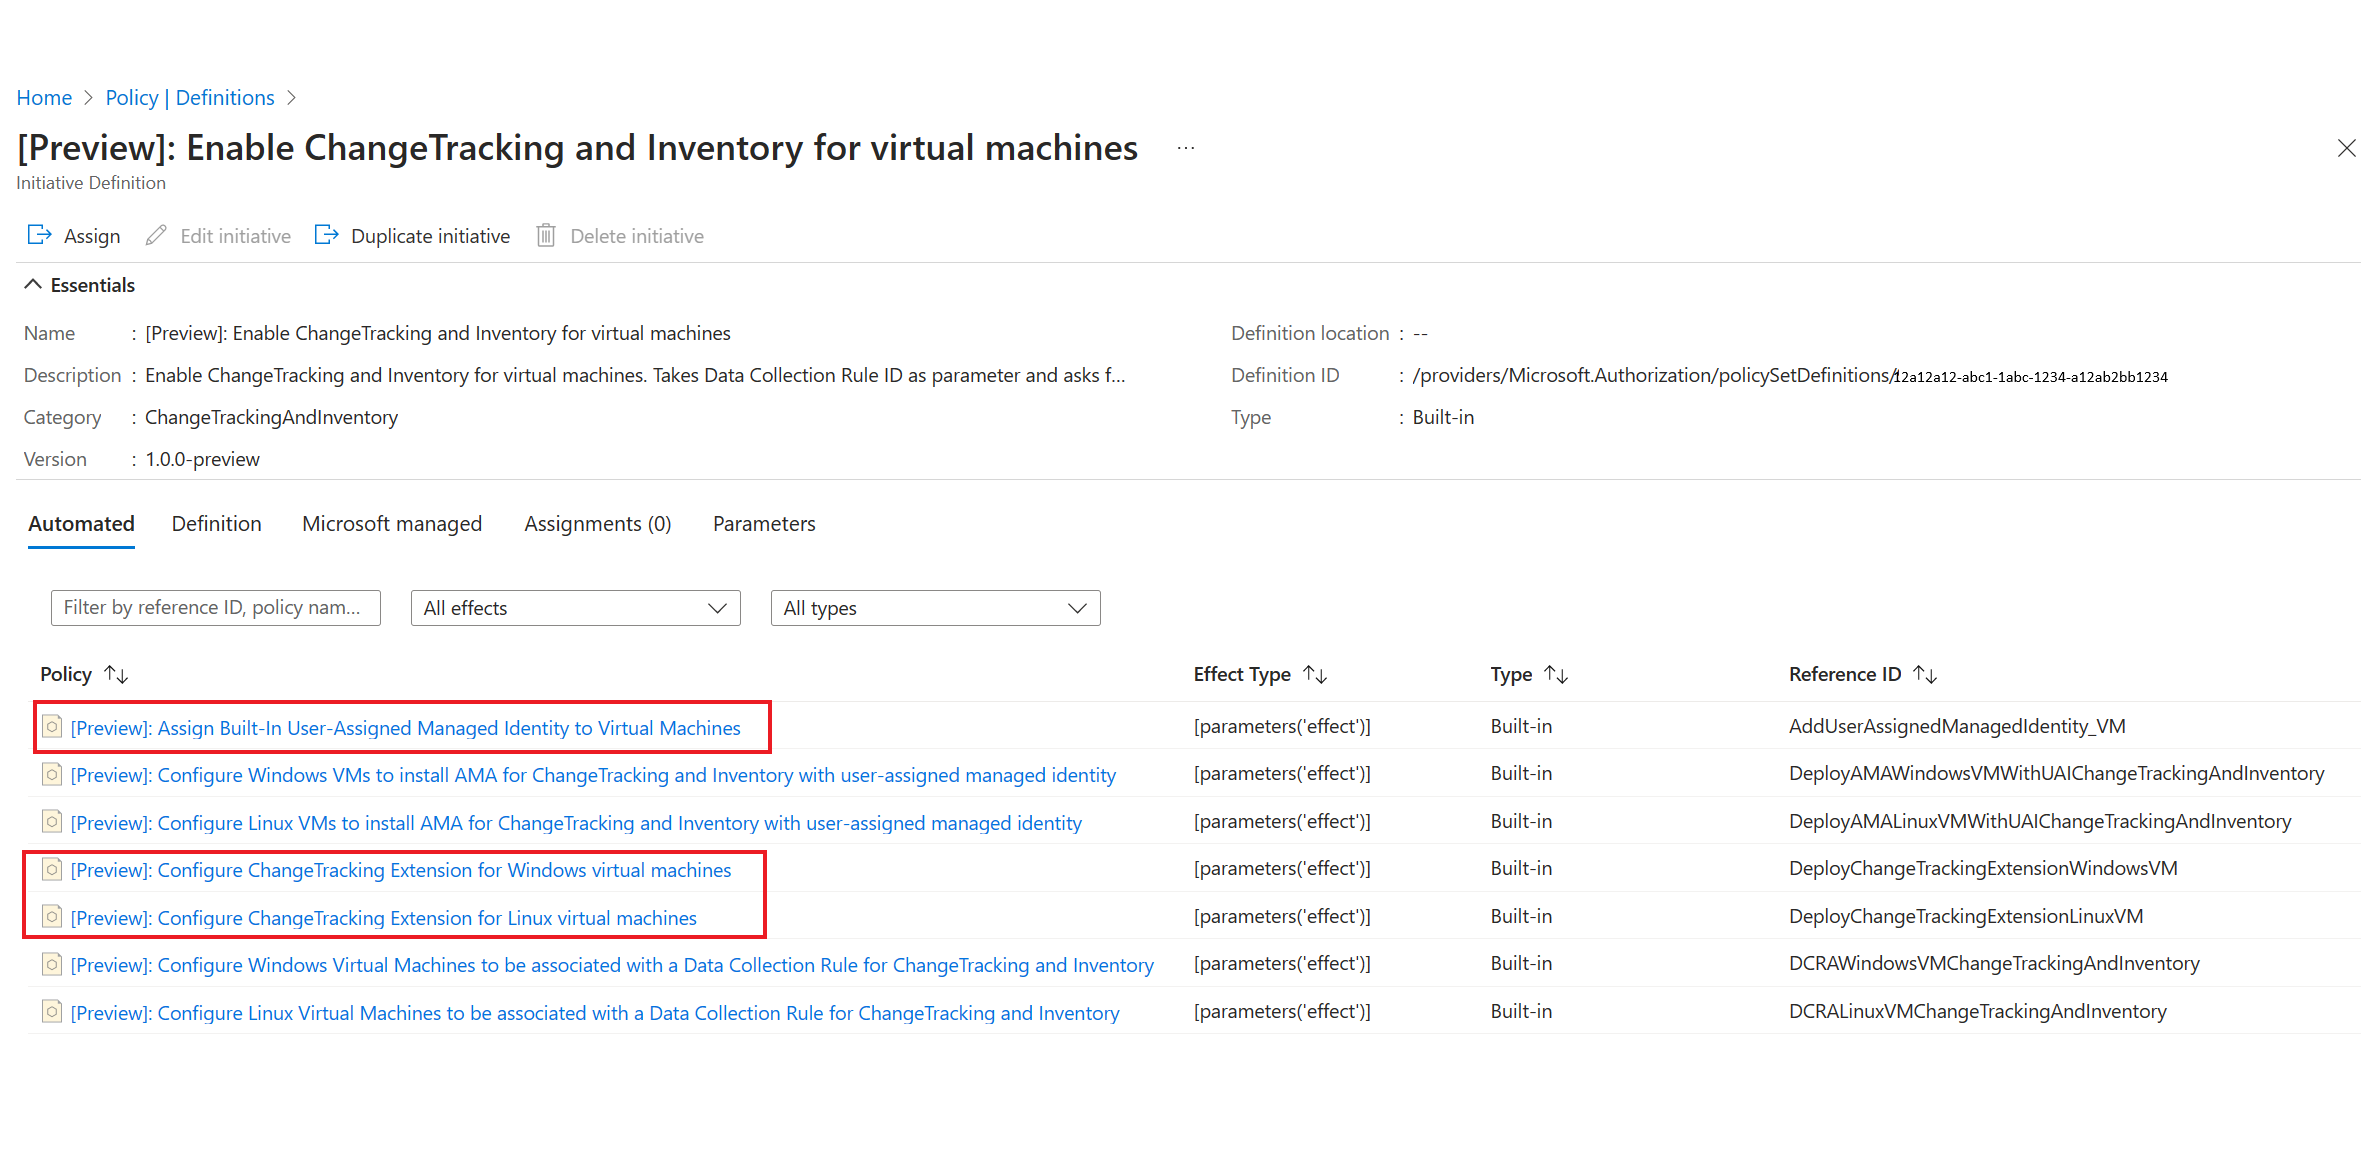 Home > Policy | Definitions >
[Preview]: Enable ChangeTracking and Inventory for virtual machines ...
Initiative Definition
Assign Edit initiative Duplicate initiative Delete initiative
Essentials
Name : [Preview]: Enable ChangeTracking and Inventory for virtual machines Definition location : --
Description : Enable ChangeTracking and Inventory for virtual machines. Takes Data Collection Rule ID as parameter and asks f... Definition ID : /providers/Microsoft.Authorization/policySetDefinitions/12a12a12-abc1-1abc-1234-a12ab2bb1234
Category : ChangeTrackingAndInventory Type : Built-in
Version : 1.0.0-preview
Automated Definition Microsoft managed Assignments (0) Parameters
Filter by reference ID, policy nam... All effects All types
Policy ↑↓ Effect Type ↑↓ Type ↑↓ Reference ID ↑↓
[Preview]: Assign Built-In User-Assigned Managed Identity to Virtual Machines [parameters('effect')] Built-in AddUserAssignedManagedIdentity_VM
[Preview]: Configure Windows VMs to install AMA for ChangeTracking and Inventory with user-assigned managed identity [parameters('effect')] Built-in DeployAMAWindowsVMWithUAIChangeTrackingAndInventory
[Preview]: Configure Linux VMs to install AMA for ChangeTracking and Inventory with user-assigned managed identity [parameters('effect')] Built-in DeployAMALinuxVMWithUAIChangeTrackingAndInventory
[Preview]: Configure ChangeTracking Extension for Windows virtual machines [parameters('effect')] Built-in DeployChangeTrackingExtensionWindowsVM
[Preview]: Configure ChangeTracking Extension for Linux virtual machines [parameters('effect')] Built-in DeployChangeTrackingExtensionLinuxVM
[Preview]: Configure Windows Virtual Machines to be associated with a Data Collection Rule for ChangeTracking and Inventory [parameters('effect')] Built-in DCRAWindowsVMChangeTrackingAndInventory
[Preview]: Configure Linux Virtual Machines to be associated with a Data Collection Rule for ChangeTracking and Inventory [parameters('effect')] Built-in DCRALinuxVMChangeTrackingAndInventory